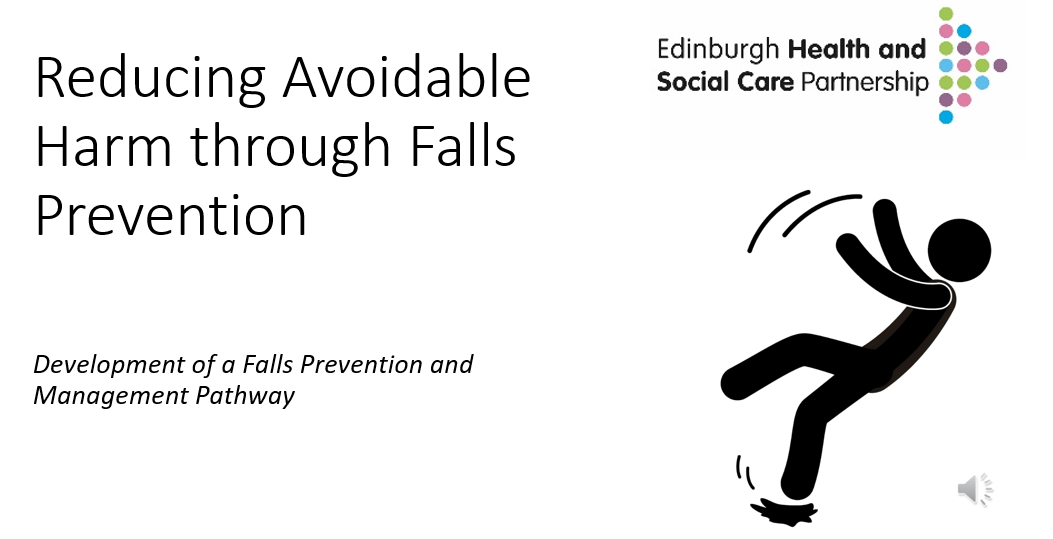 Reducing Avoidable
Harm through Falls
Prevention
Edinburgh Health and
Social Care Partnership
Development of a Falls Prevention and
Management Pathway